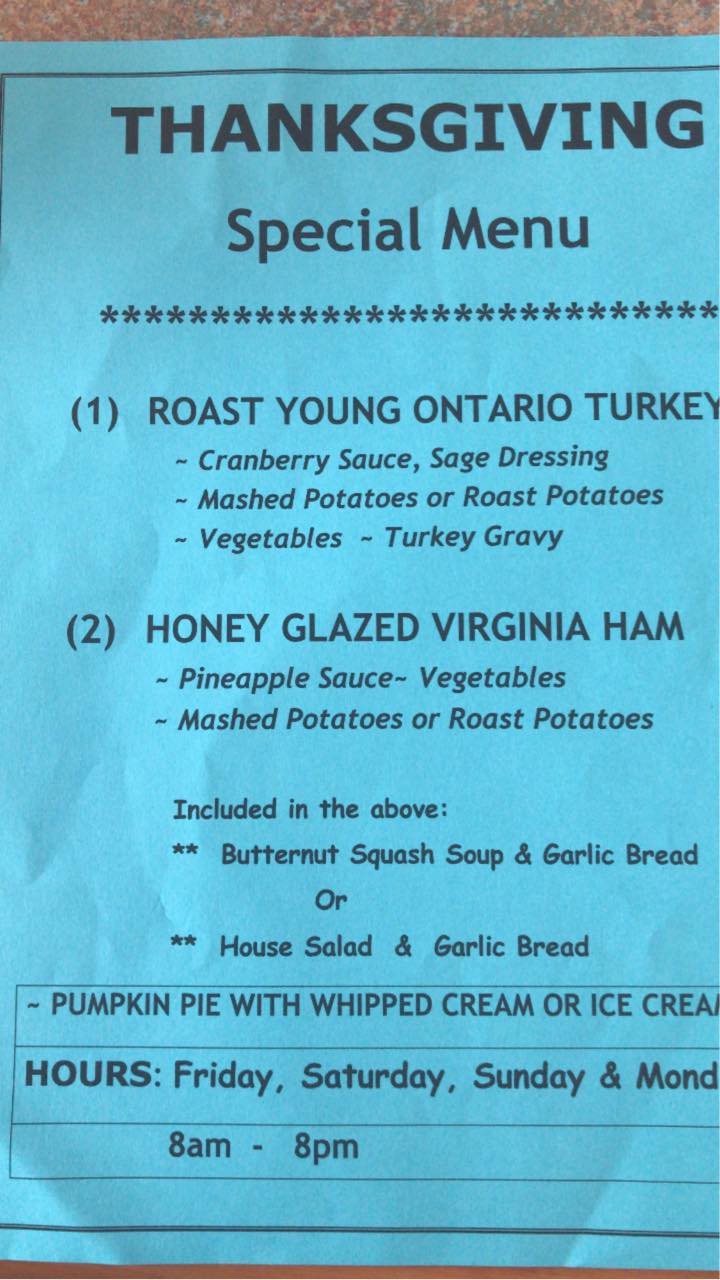 THANKSGIVING
Special Menu
****************************
(1) ROAST YOUNG ONTARIO TURKEY
~ Cranberry Sauce, Sage Dressing
~ Mashed Potatoes or Roast Potatoes
~ Vegetables ~ Turkey Gravy
(2) HONEY GLAZED VIRGINIA HAM
~ Pineapple Sauce~ Vegetables
~ Mashed Potatoes or Roast Potatoes
Included in the above:
** Butternut Squash Soup & Garlic Bread
Or
** House Salad & Garlic Bread
~ PUMPKIN PIE WITH WHIPPED CREAM OR ICE CREA
HOURS: Friday, Saturday, Sunday & Mond
8am - 8pm